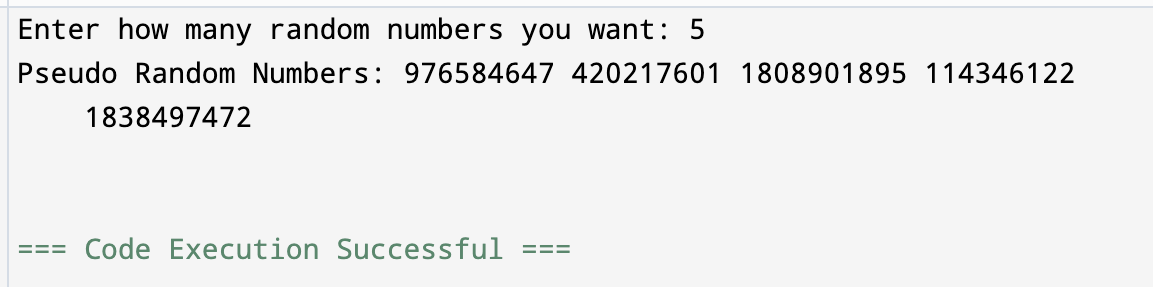 Enter how many random numbers you want: 5
Pseudo Random Numbers: 976584647 420217601 1808901895 114346122
1838497472
=== Code Execution Successful ===